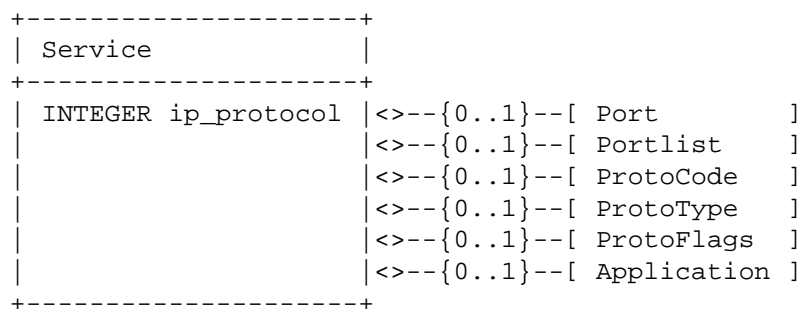 +---------------------+
| Service             |
+---------------------+
| INTEGER ip_protocol |<>--{0..1}--[ Port        ]
|                     |<>--{0..1}--[ Portlist    ]
|                     |<>--{0..1}--[ ProtoCode   ]
|                     |<>--{0..1}--[ ProtoType   ]
|                     |<>--{0..1}--[ ProtoFlags  ]
|                     |<>--{0..1}--[ Application ]
+---------------------+